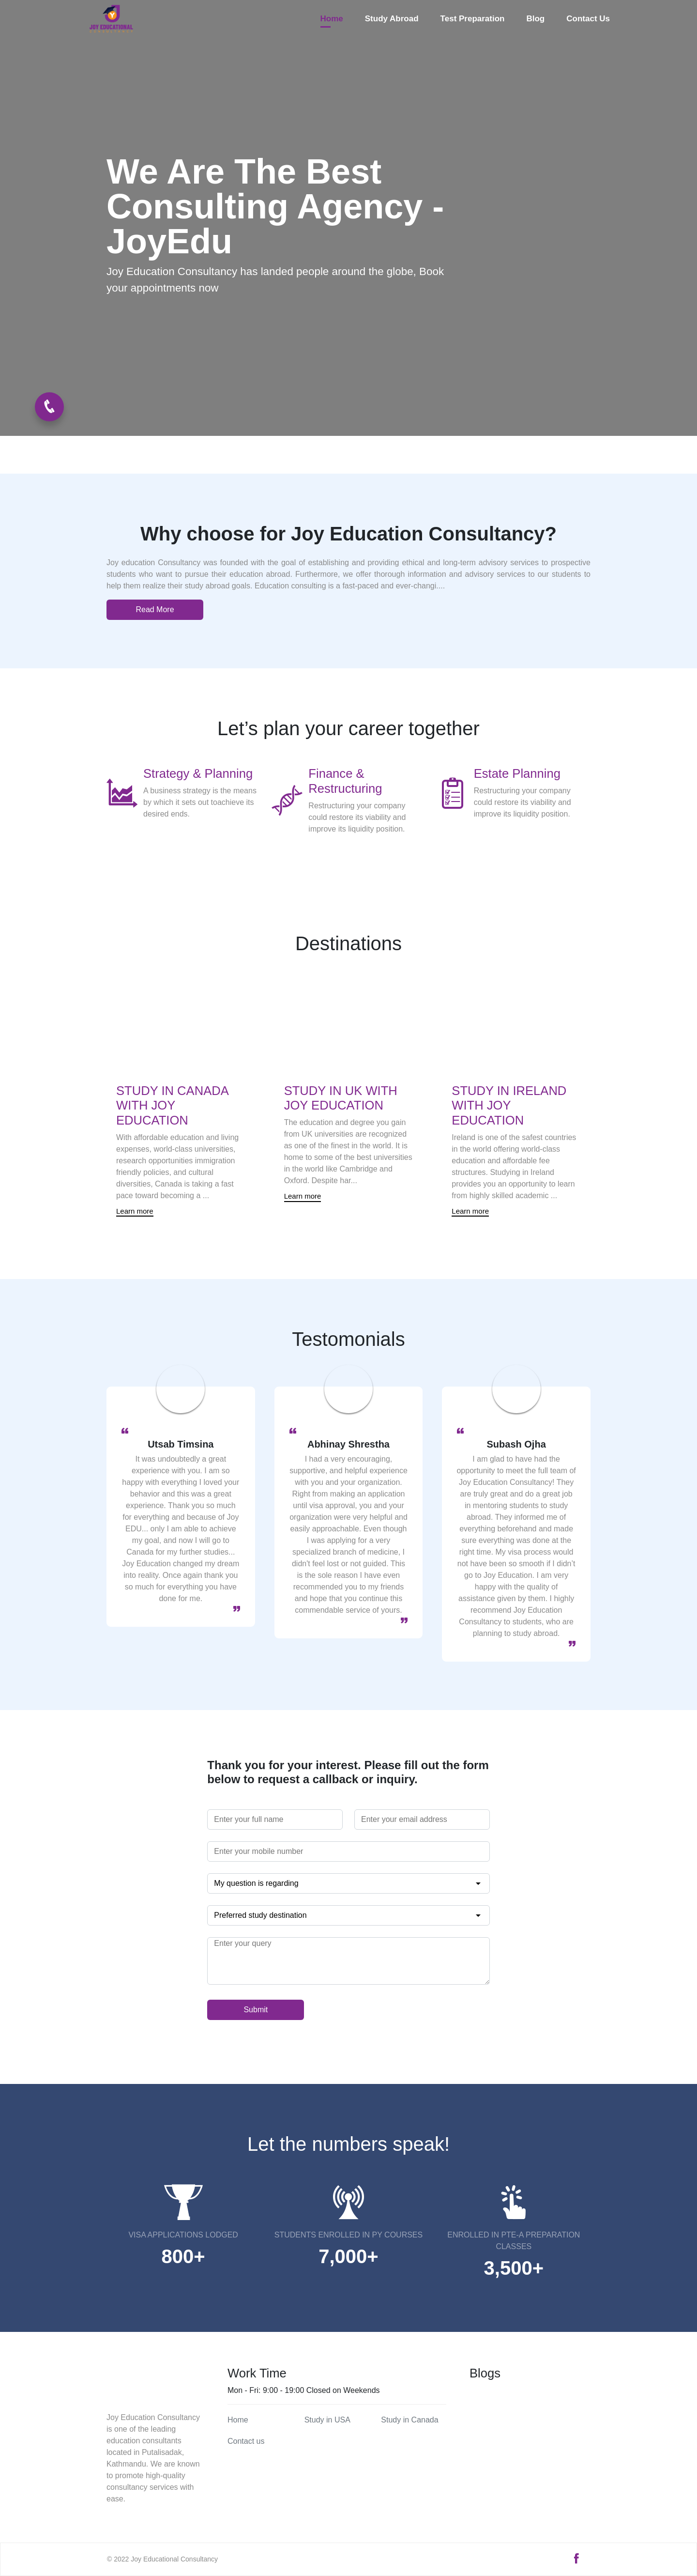 JOY EDUCATIONAL
Home
Study Abroad
Test Preparation
Blog
Contact Us
We Are The Best
Consulting Agency -
JoyEdu
Joy Education Consultancy has landed people around the globe, Book
your appointments now
Why choose for Joy Education Consultancy?
Joy education Consultancy was founded with the goal of establishing and providing ethical and long-term advisory services to prospective
students who want to pursue their education abroad. Furthermore, we offer thorough information and advisory services to our students to
help them realize their study abroad goals. Education consulting is a fast-paced and ever-changi....
Read More
Let’s plan your career together
Strategy & Planning
A business strategy is the means
by which it sets out toachieve its
desired ends.
Finance &
Restructuring
Restructuring your company
could restore its viability and
improve its liquidity position.
Estate Planning
Restructuring your company
could restore its viability and
improve its liquidity position.
Destinations
STUDY IN CANADA
WITH JOY
EDUCATION
With affordable education and living
expenses, world-class universities,
research opportunities immigration
friendly policies, and cultural
diversities, Canada is taking a fast
pace toward becoming a ...
Learn more
STUDY IN UK WITH
JOY EDUCATION
The education and degree you gain
from UK universities are recognized
as one of the finest in the world. It is
home to some of the best universities
in the world like Cambridge and
Oxford. Despite har...
Learn more
STUDY IN IRELAND
WITH JOY
EDUCATION
Ireland is one of the safest countries
in the world offering world-class
education and affordable fee
structures. Studying in Ireland
provides you an opportunity to learn
from highly skilled academic ...
Learn more
Testomonials
❝
Utsab Timsina
It was undoubtedly a great
experience with you. I am so
happy with everything I loved your
behavior and this was a great
experience. Thank you so much
for everything and because of Joy
EDU... only I am able to achieve
my goal, and now I will go to
Canada for my further studies...
Joy Education changed my dream
into reality. Once again thank you
so much for everything you have
done for me.
❞
❝
Abhinay Shrestha
I had a very encouraging,
supportive, and helpful experience
with you and your organization.
Right from making an application
until visa approval, you and your
organization were very helpful and
easily approachable. Even though
I was applying for a very
specialized branch of medicine, I
didn’t feel lost or not guided. This
is the sole reason I have even
recommended you to my friends
and hope that you continue this
commendable service of yours.
❞
❝
Subash Ojha
I am glad to have had the
opportunity to meet the full team of
Joy Education Consultancy! They
are truly great and do a great job
in mentoring students to study
abroad. They informed me of
everything beforehand and made
sure everything was done at the
right time. My visa process would
not have been so smooth if I didn’t
go to Joy Education. I am very
happy with the quality of
assistance given by them. I highly
recommend Joy Education
Consultancy to students, who are
planning to study abroad.
❞
Thank you for your interest. Please fill out the form
below to request a callback or inquiry.
Enter your full name
Enter your email address
Enter your mobile number
My question is regarding
Preferred study destination
Enter your query
Submit
Let the numbers speak!
VISA APPLICATIONS LODGED
800+
STUDENTS ENROLLED IN PY COURSES
7,000+
ENROLLED IN PTE-A PREPARATION
CLASSES
3,500+
Joy Education Consultancy
is one of the leading
education consultants
located in Putalisadak,
Kathmandu. We are known
to promote high-quality
consultancy services with
ease.
Work Time
Mon - Fri: 9:00 - 19:00 Closed on Weekends
Home
Study in USA
Study in Canada
Contact us
Blogs
© 2022 Joy Educational Consultancy